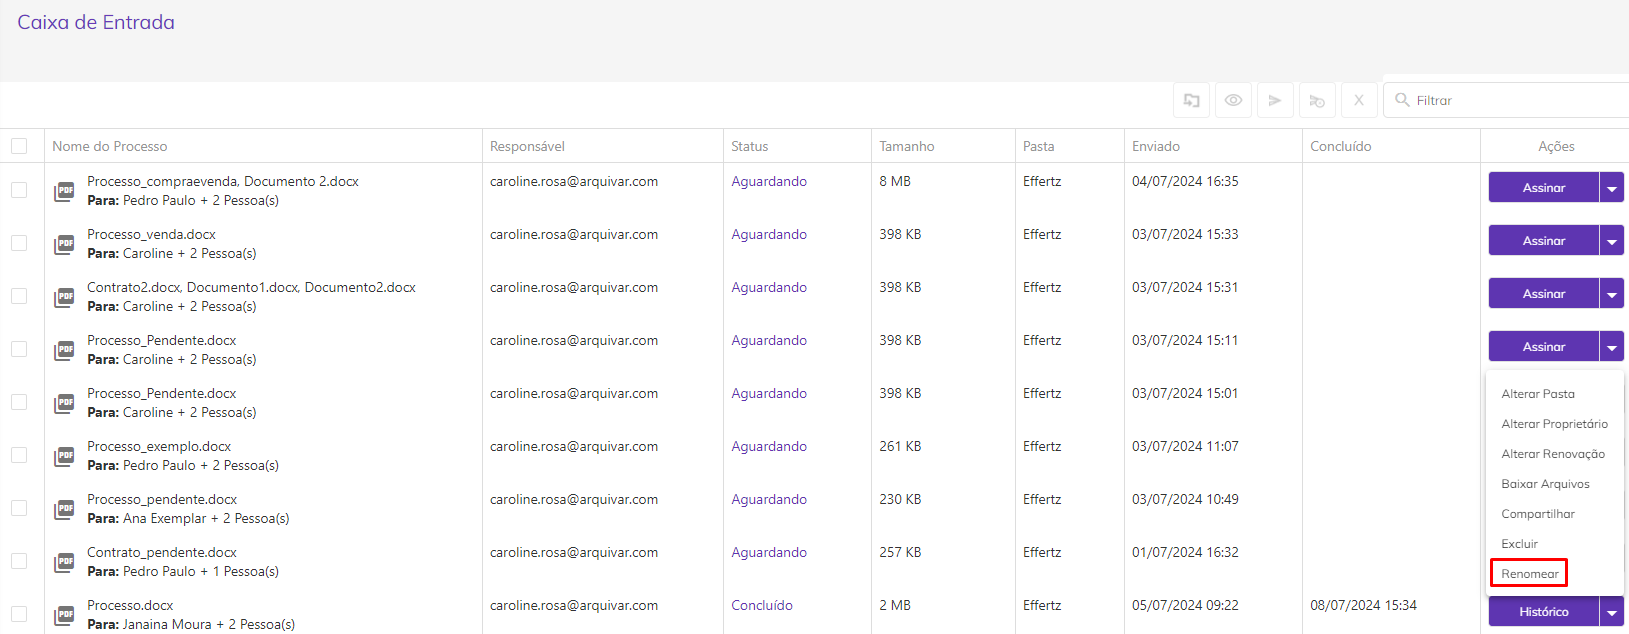 Caixa de Entrada
X
Filtrar
Nome do Processo Responsável Status Tamanho Pasta Enviado Concluído Ações
Processo_compraevenda, Documento 2.docx caroline.rosa@arquivar.com Aguardando 8 MB Effertz 04/07/2024 16:35 Assinar
PDF
Para: Pedro Paulo + 2 Pessoa(s)
Processo_venda.docx caroline.rosa@arquivar.com Aguardando 398 KB Effertz 03/07/2024 15:33 Assinar
PDF
Para: Caroline + 2 Pessoa(s)
Contrato2.docx, Documento1.docx, Documento2.docx caroline.rosa@arquivar.com Aguardando 398 KB Effertz 03/07/2024 15:31 Assinar
PDF
Para: Caroline + 2 Pessoa(s)
Processo_Pendente.docx caroline.rosa@arquivar.com Aguardando 398 KB Effertz 03/07/2024 15:11 Assinar
PDF
Para: Caroline + 2 Pessoa(s)
Processo_Pendente.docx caroline.rosa@arquivar.com Aguardando 398 KB Effertz 03/07/2024 15:01
PDF
Para: Caroline + 2 Pessoa(s)
Processo_exemplo.docx caroline.rosa@arquivar.com Aguardando 261 KB Effertz 03/07/2024 11:07
PDF
Para: Pedro Paulo + 2 Pessoa(s)
Processo_pendente.docx caroline.rosa@arquivar.com Aguardando 230 KB Effertz 03/07/2024 10:49
PDF
Para: Ana Exemplar + 2 Pessoa(s)
Contrato_pendente.docx caroline.rosa@arquivar.com Aguardando 257 KB Effertz 01/07/2024 16:32
PDF
Para: Pedro Paulo + 1 Pessoa(s)
Alterar Pasta
Alterar Proprietário
Alterar Renovação
Baixar Arquivos
Compartilhar
Excluir
Renomear
Processo.docx caroline.rosa@arquivar.com Concluído 2 MB Effertz 05/07/2024 09:22 08/07/2024 15:34 Histórico
PDF
Para: Janaina Moura + 2 Pessoa(s)